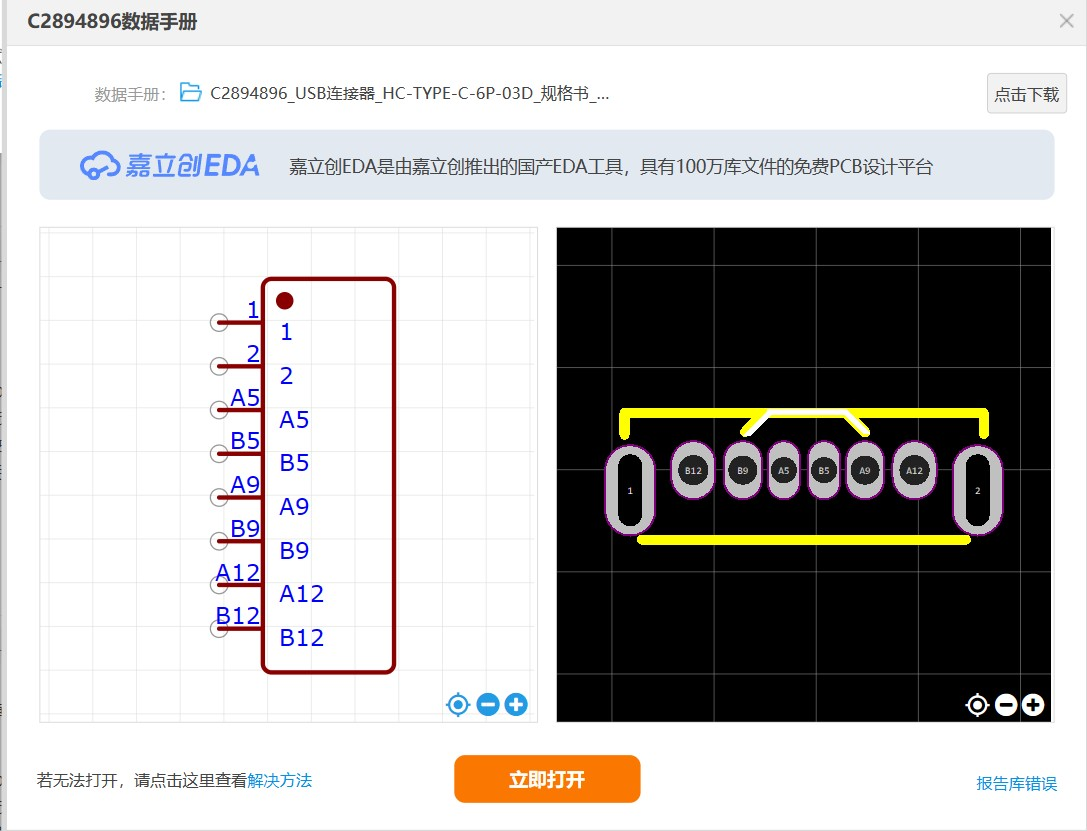 C2894896数据手册
数据手册：
C2894896_USB连接器_HC-TYPE-C-6P-03D_规格书_...
点击下载
嘉立创EDA
嘉立创EDA是由嘉立创推出的国产EDA工具，具有100万库文件的免费PCB设计平台
1
1
2
2
A5
A5
B5
B5
A9
A9
B9
B9
A12
A12
B12
B12
1
B12
B9
A5
B5
A9
A12
2
若无法打开，请点击这里查看解决方法
立即打开
报告库错误